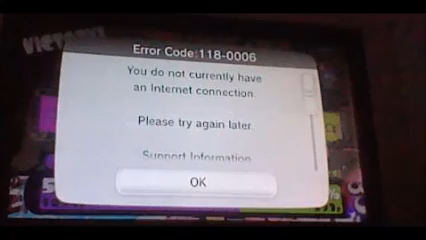 VICTORY!
Error Code:118-0006
You do not currently have
an Internet connection.
Please try again later.
Support Information
OK